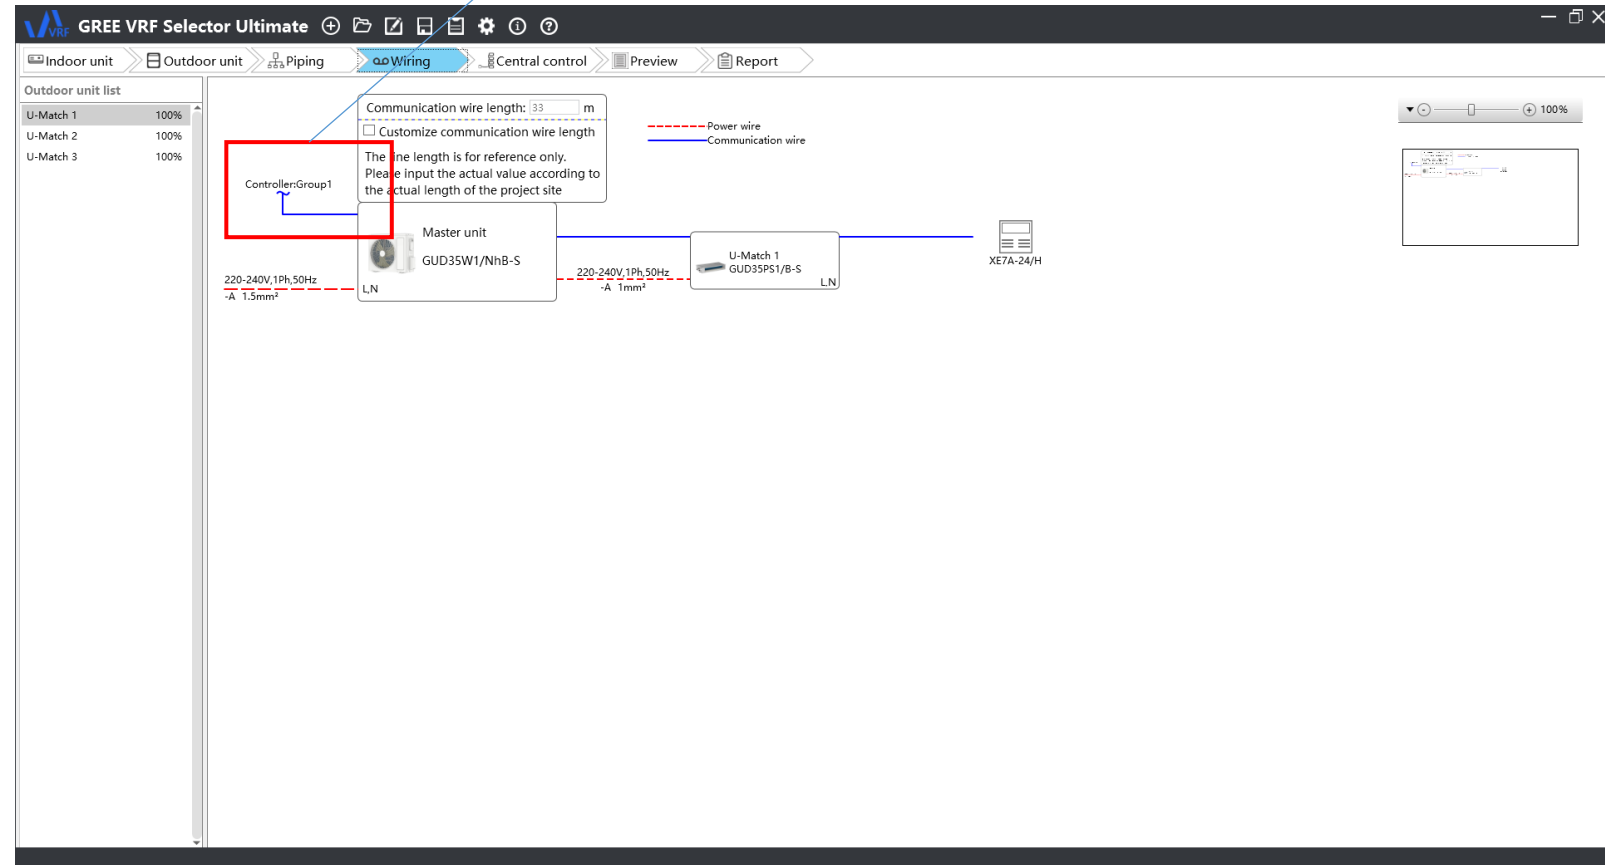 VRF GREE VRF Selector Ultimate
Indoor unit Outdoor unit Piping Wiring Central control Preview Report
Outdoor unit list
U-Match 1 100%
U-Match 2 100%
U-Match 3 100%
Communication wire length: 33 m
Customize communication wire length
The line length is for reference only.
Please input the actual value according to
the actual length of the project site
Power wire
Communication wire
100%
Controller:Group1
Master unit
GUD35W1/NhB-S
L,N
220-240V,1Ph,50Hz
-A 1.5mm²
220-240V,1Ph,50Hz
-A 1mm²
U-Match 1
GUD35PS1/B-S
L,N
XE7A-24/H